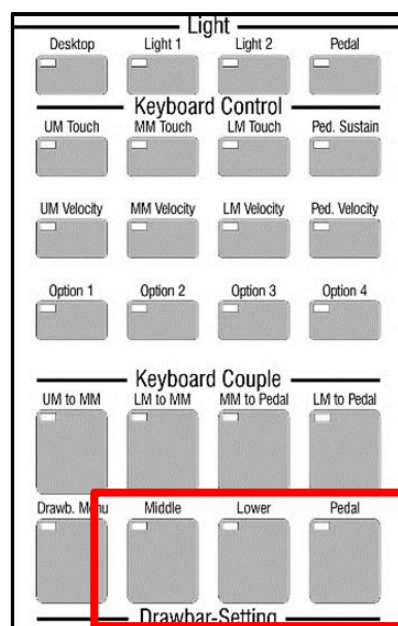 Light
Desktop Light 1 Light 2 Pedal
Keyboard Control
UM Touch MM Touch LM Touch Ped. Sustain
UM Velocity MM Velocity LM Velocity Ped. Velocity
Option 1 Option 2 Option 3 Option 4
Keyboard Couple
UM to MM LM to MM MM to Pedal LM to Pedal
Drawb. Menu Middle Lower Pedal
Drawbar-Setting